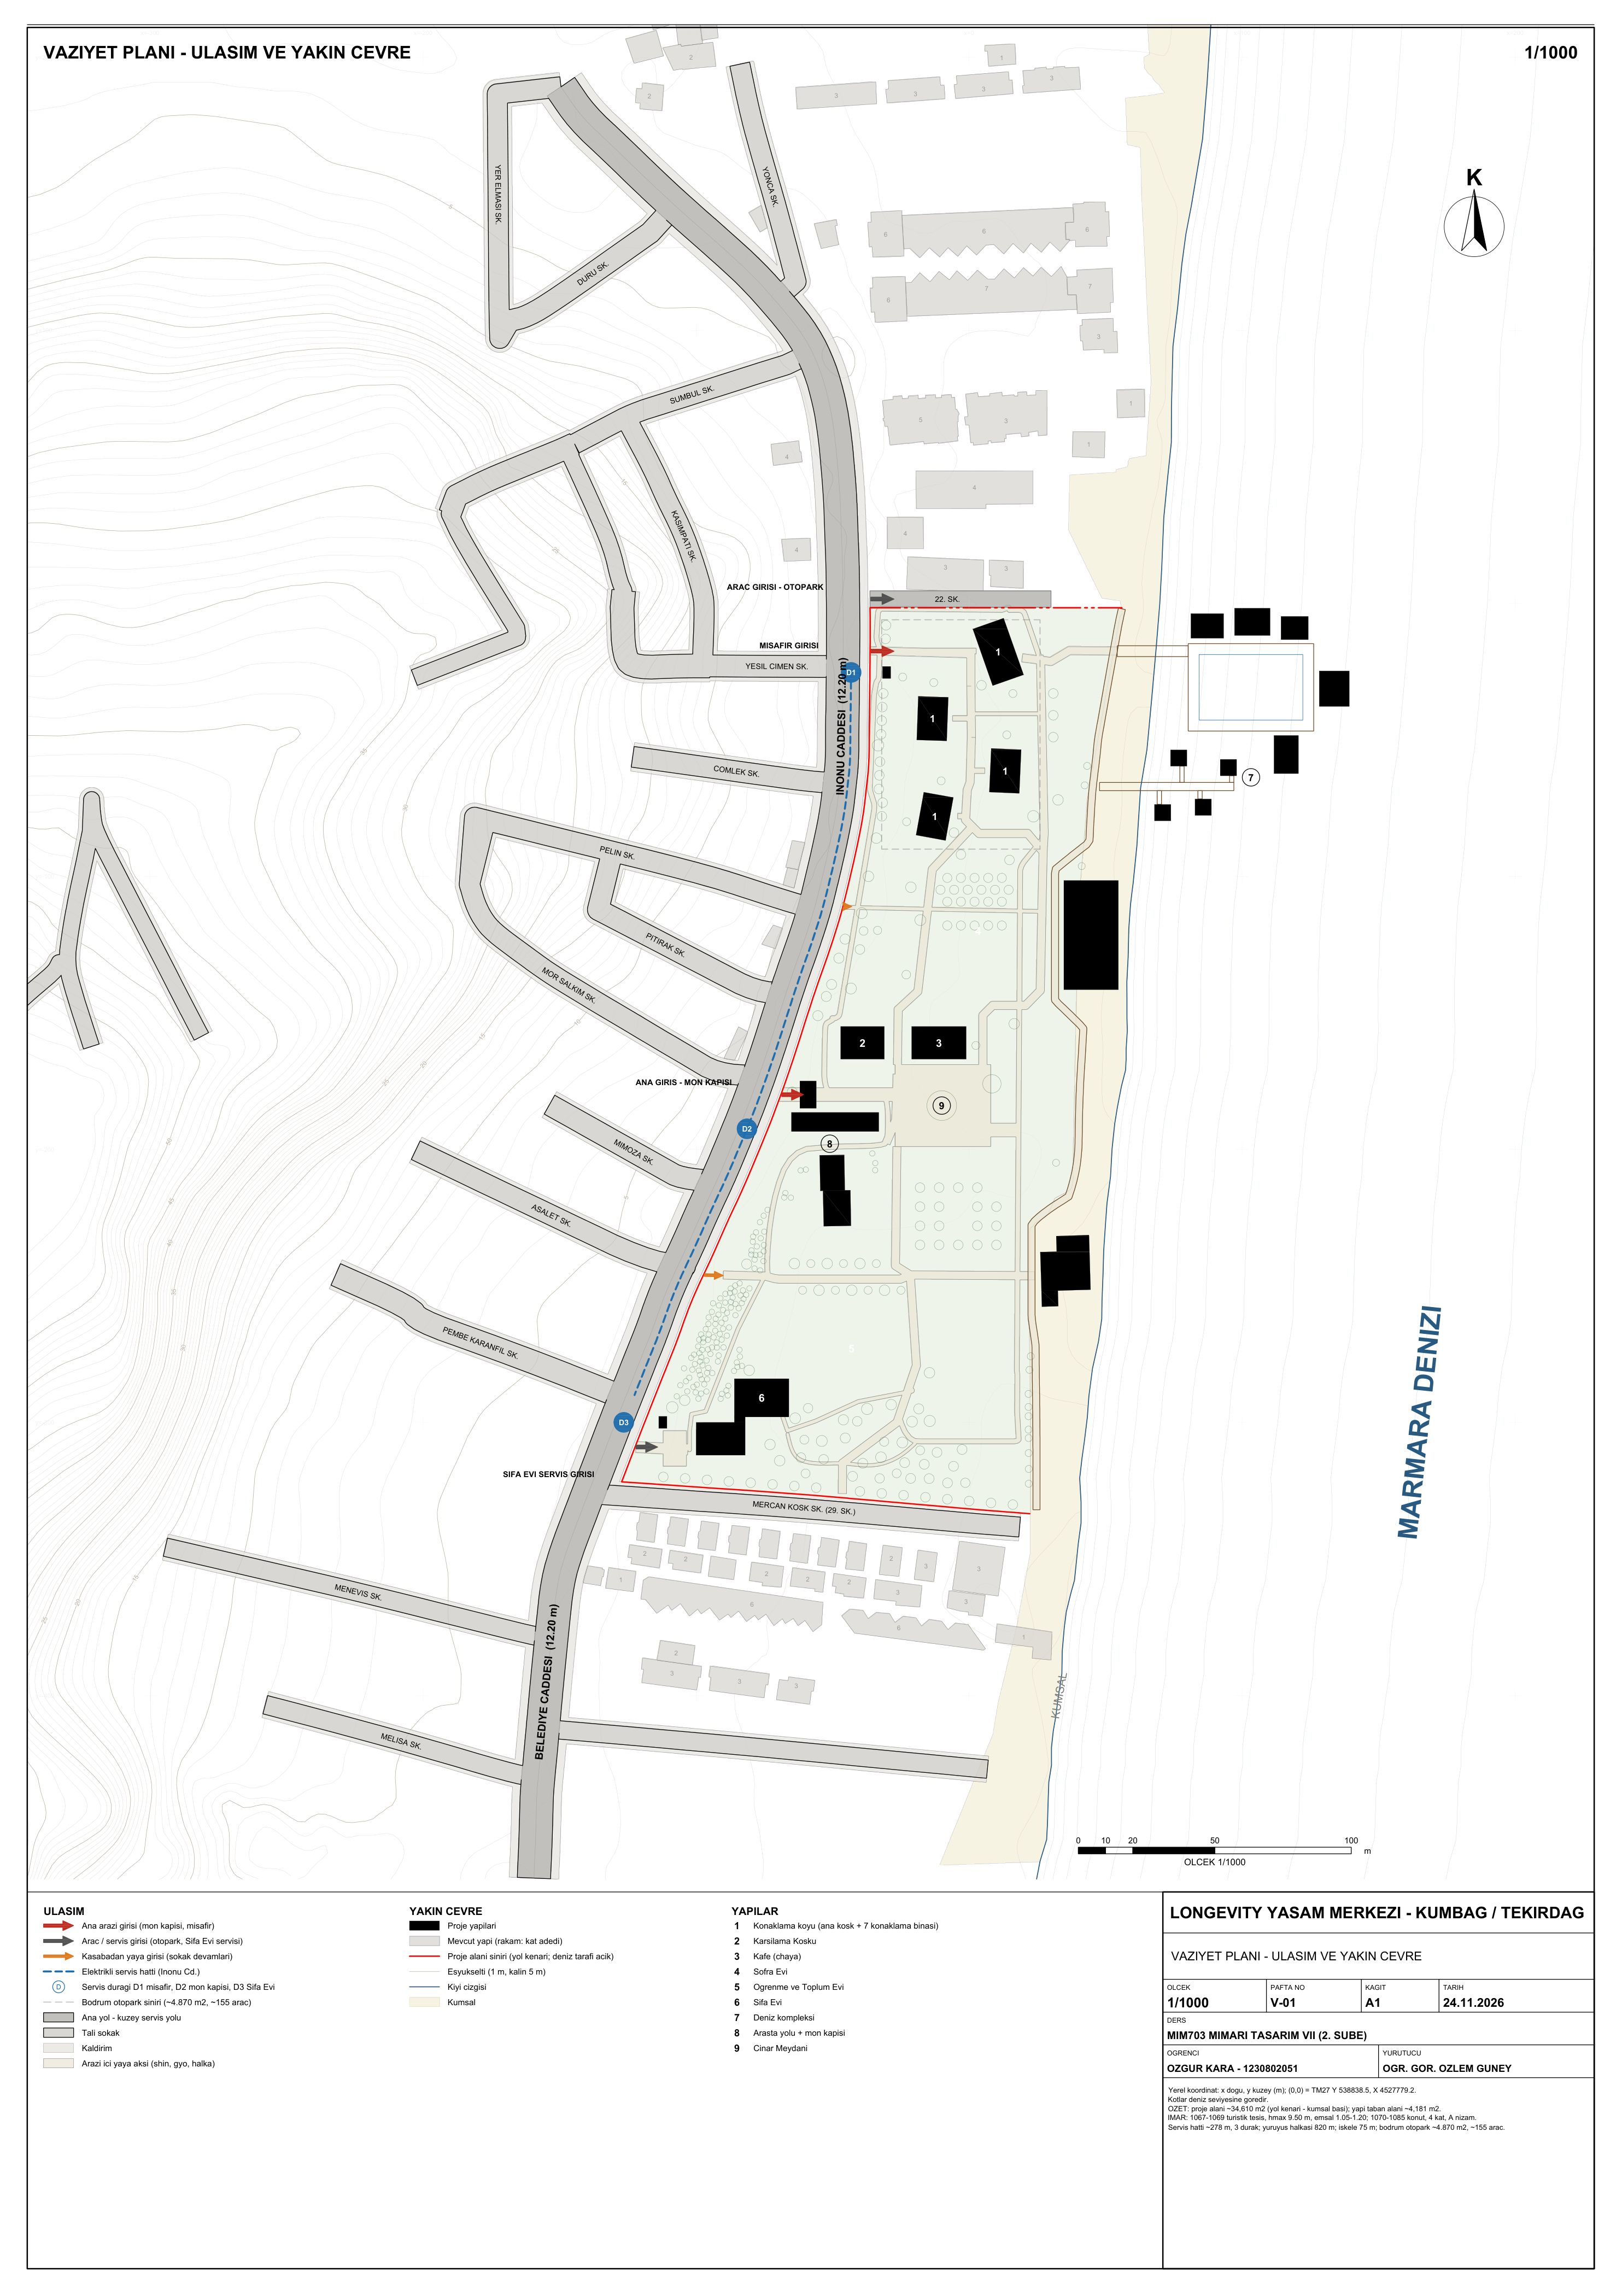 VAZIYET PLANI - ULASIM VE YAKIN CEVRE
1/1000
K
YER ELMASI SK.
YONCA SK.
DURU SK.
SUMBUL SK.
KASIMPATI SK.
ARAC GIRISI - OTOPARK
22. SK.
MISAFIR GIRISI
YESIL CIMEN SK.
D1
INONU CADDESI (12.20 m)
COMLEK SK.
1
1
1
1
7
PELIN SK.
PITIRAK SK.
MOR SALKIM SK.
2
3
ANA GIRIS - MON KAPISI
9
D2
8
MIMOZA SK.
ASALET SK.
PEMBE KARANFIL SK.
5
6
D3
SIFA EVI SERVIS GIRISI
MERCAN KOSK SK. (29. SK.)
MARMARA DENIZI
MENEVIS SK.
BELEDIYE CADDESI (12.20 m)
KUMSAL
MELISA SK.
0 10 20 50 100
m
OLCEK 1/1000
ULASIM
Ana arazi girisi (mon kapisi, misafir)
Arac / servis girisi (otopark, Sifa Evi servisi)
Kasabadan yaya girisi (sokak devamlari)
Elektrikli servis hatti (Inonu Cd.)
D Servis duragi D1 misafir, D2 mon kapisi, D3 Sifa Evi
Bodrum otopark siniri (~4.870 m2, ~155 arac)
Ana yol - kuzey servis yolu
Tali sokak
Kaldirim
Arazi ici yaya aksi (shin, gyo, halka)
YAKIN CEVRE
Proje yapilari
Mevcut yapi (rakam: kat adedi)
Proje alani siniri (yol kenari; deniz tarafi acik)
Esyukselti (1 m, kalin 5 m)
Kiyi cizgisi
Kumsal
YAPILAR
1 Konaklama koyu (ana kosk + 7 konaklama binasi)
2 Karsilama Kosku
3 Kafe (chaya)
4 Sofra Evi
5 Ogrenme ve Toplum Evi
6 Sifa Evi
7 Deniz kompleksi
8 Arasta yolu + mon kapisi
9 Cinar Meydani
LONGEVITY YASAM MERKEZI - KUMBAG / TEKIRDAG
VAZIYET PLANI - ULASIM VE YAKIN CEVRE
OLCEK PAFTA NO KAGIT TARIH
1/1000 V-01 A1 24.11.2026
DERS
MIM703 MIMARI TASARIM VII (2. SUBE)
OGRENCI YURUTUCU
OZGUR KARA - 1230802051 OGR. GOR. OZLEM GUNEY
Yerel koordinat: x dogu, y kuzey (m); (0,0) = TM27 Y 538838.5, X 4527779.2.
Kotlar deniz seviyesine goredir.
OZET: proje alani ~34,610 m2 (yol kenari - kumsal basi); yapi taban alani ~4,181 m2.
IMAR: 1067-1069 turistik tesis, hmax 9.50 m, emsal 1.05-1.20; 1070-1085 konut, 4 kat, A nizam.
Servis hatti ~278 m, 3 durak; yuruyus halkasi 820 m; iskele 75 m; bodrum otopark ~4.870 m2, ~155 arac.